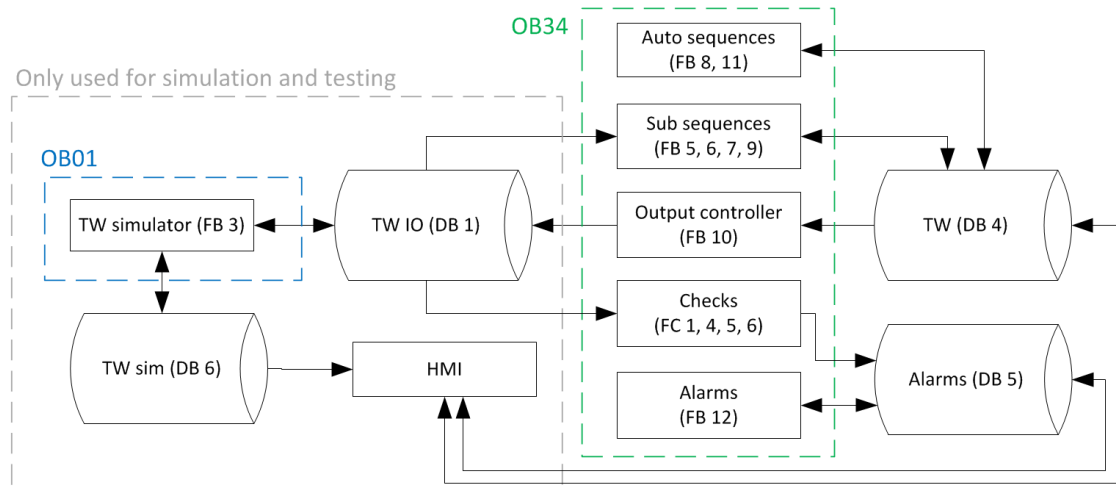 OB34
Auto sequences
(FB 8, 11)
Only used for simulation and testing
Sub sequences
(FB 5, 6, 7, 9)
OB01
TW simulator (FB 3)
TW IO (DB 1)
Output controller
(FB 10)
TW (DB 4)
Checks
(FC 1, 4, 5, 6)
TW sim (DB 6)
HMI
Alarms
(FB 12)
Alarms (DB 5)